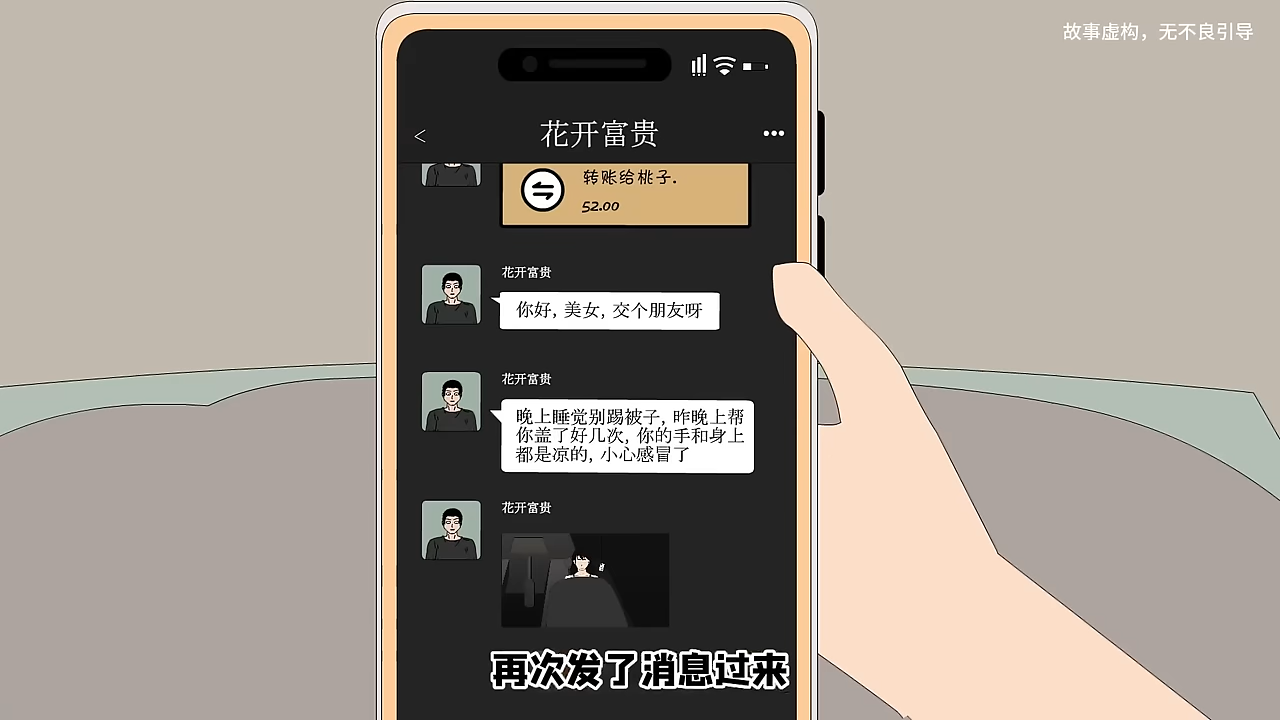 故事虚构，无不良引导
<
花开富贵
•••
转账给桃子.
52.00
花开富贵
你好, 美女, 交个朋友呀
花开富贵
晚上睡觉别踢被子, 昨晚上帮
你盖了好几次, 你的手和身上
都是凉的, 小心感冒了
花开富贵
再次发了消息过来